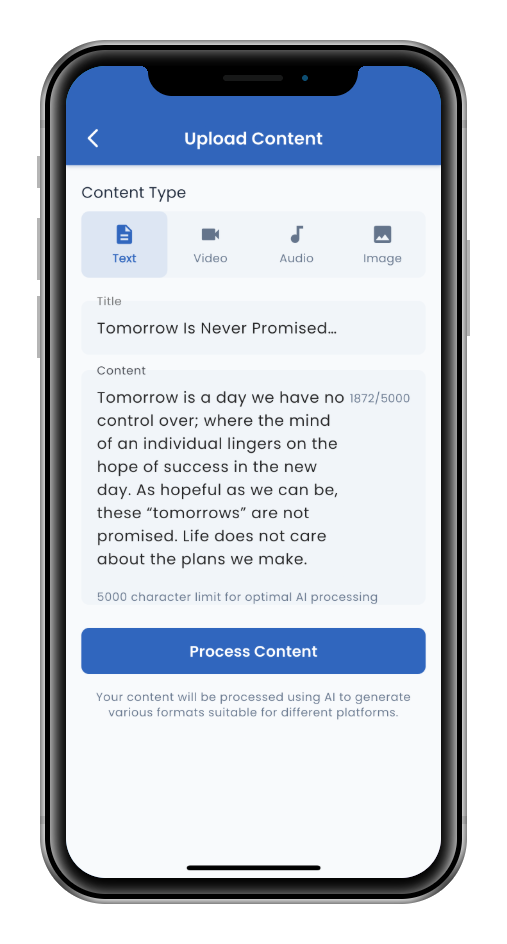 Upload Content
Content Type
Text
Video
Audio
Image
Title
Tomorrow Is Never Promised...
Content
Tomorrow is a day we have no 1872/5000
control over; where the mind
of an individual lingers on the
hope of success in the new
day. As hopeful as we can be,
these “tomorrows” are not
promised. Life does not care
about the plans we make.
5000 character limit for optimal AI processing
Process Content
Your content will be processed using AI to generate
various formats suitable for different platforms.